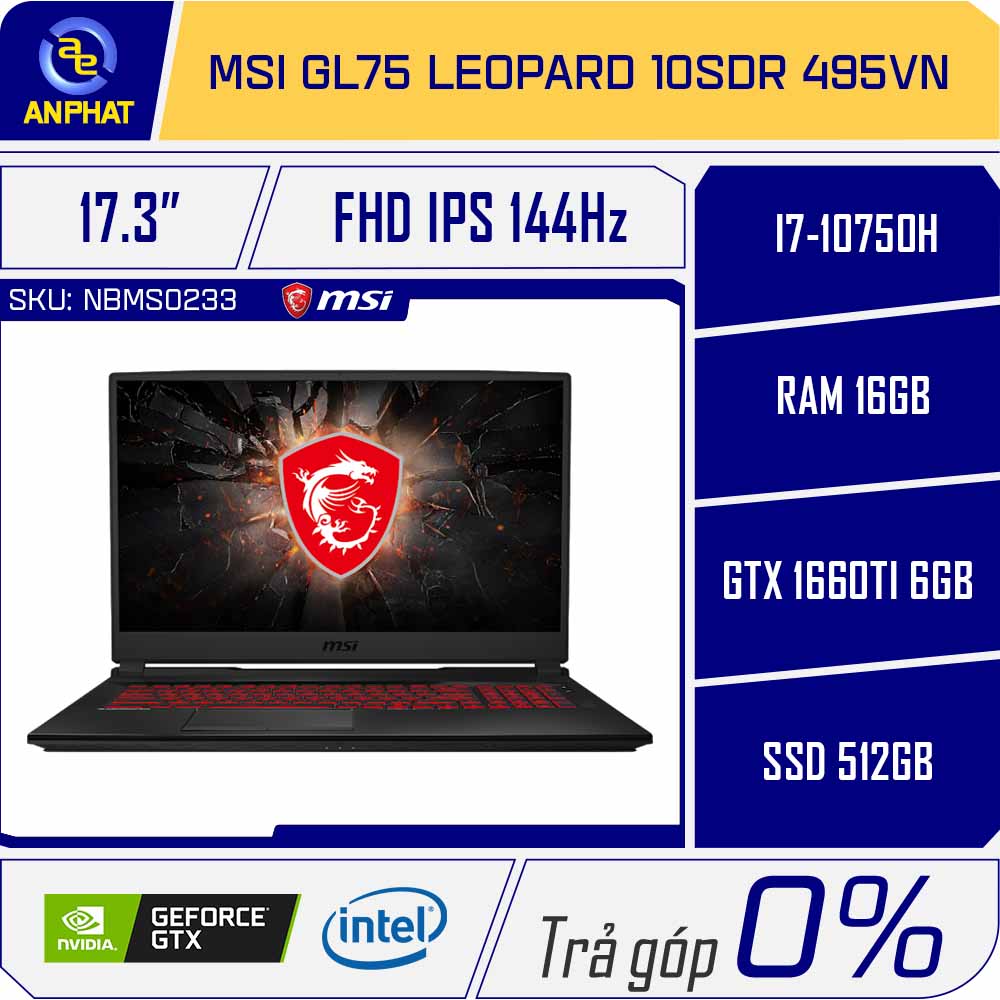 ANPHAT
MSI GL75 LEOPARD 10SDR 495VN
17.3"
FHD IPS 144Hz
SKU: NBMS0233
msi
msi
I7-10750H
RAM 16GB
GTX 1660TI 6GB
SSD 512GB
NVIDIA.
GEFORCE
GTX
intel
Trả góp 0%